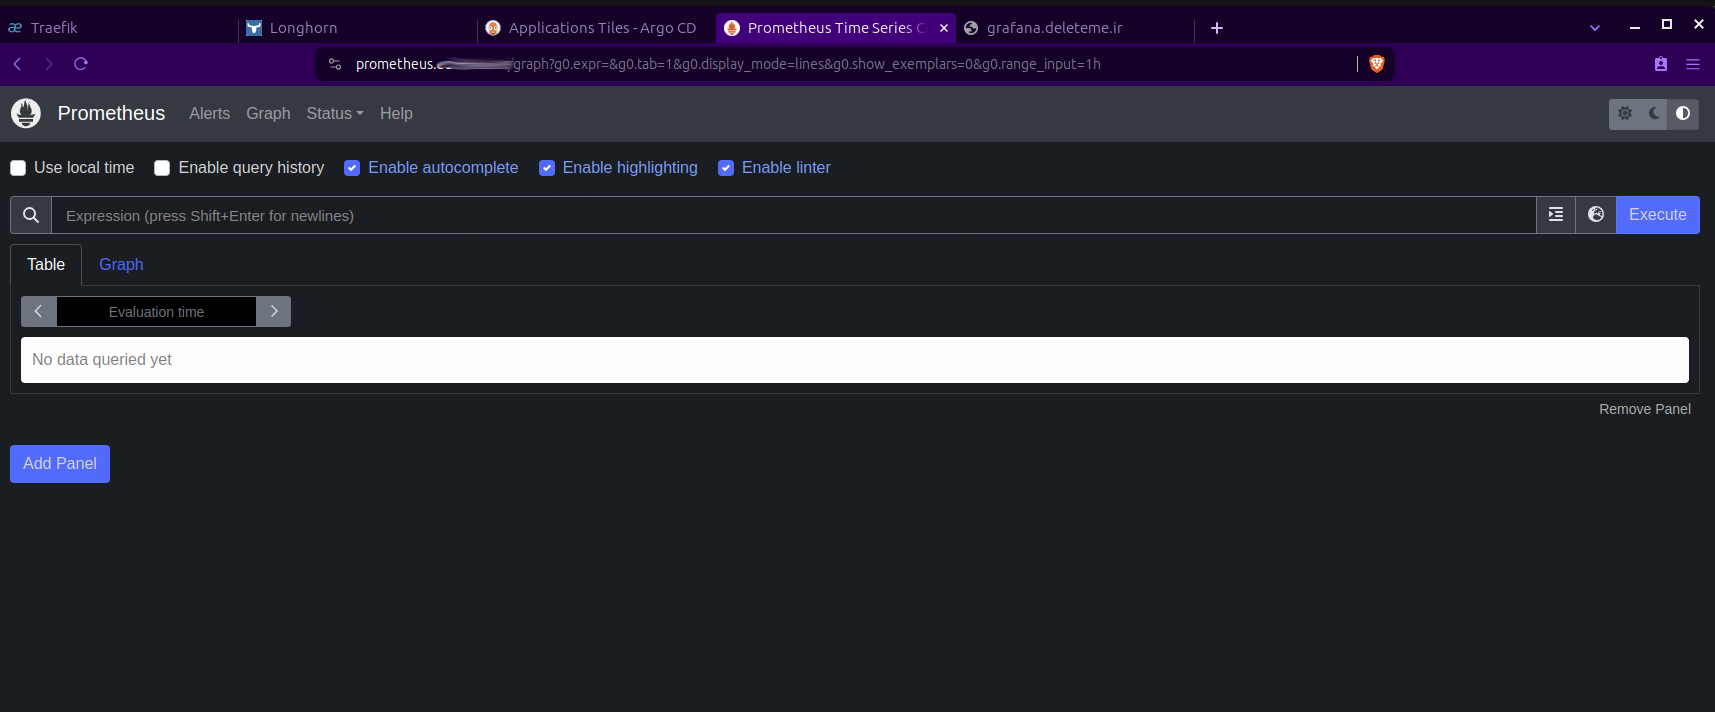 Traefik Longhorn Applications Tiles - Argo CD Prometheus Time Series C grafana.deleteme.ir
prometheus. /graph?g0.expr=&g0.tab=1&g0.display_mode=lines&g0.show_exemplars=0&g0.range_input=1h
Prometheus Alerts Graph Status Help
Use local time Enable query history Enable autocomplete Enable highlighting Enable linter
Expression (press Shift+Enter for newlines) Execute
Table Graph
Evaluation time
No data queried yet
Remove Panel
Add Panel